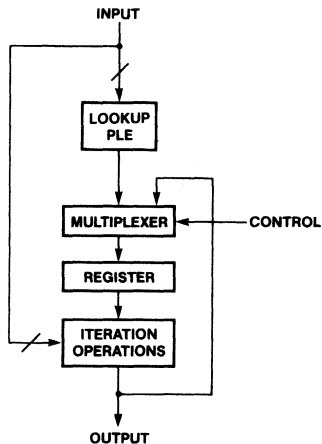 INPUT
LOOKUP
PLE
MULTIPLEXER
CONTROL
REGISTER
ITERATION
OPERATIONS
OUTPUT